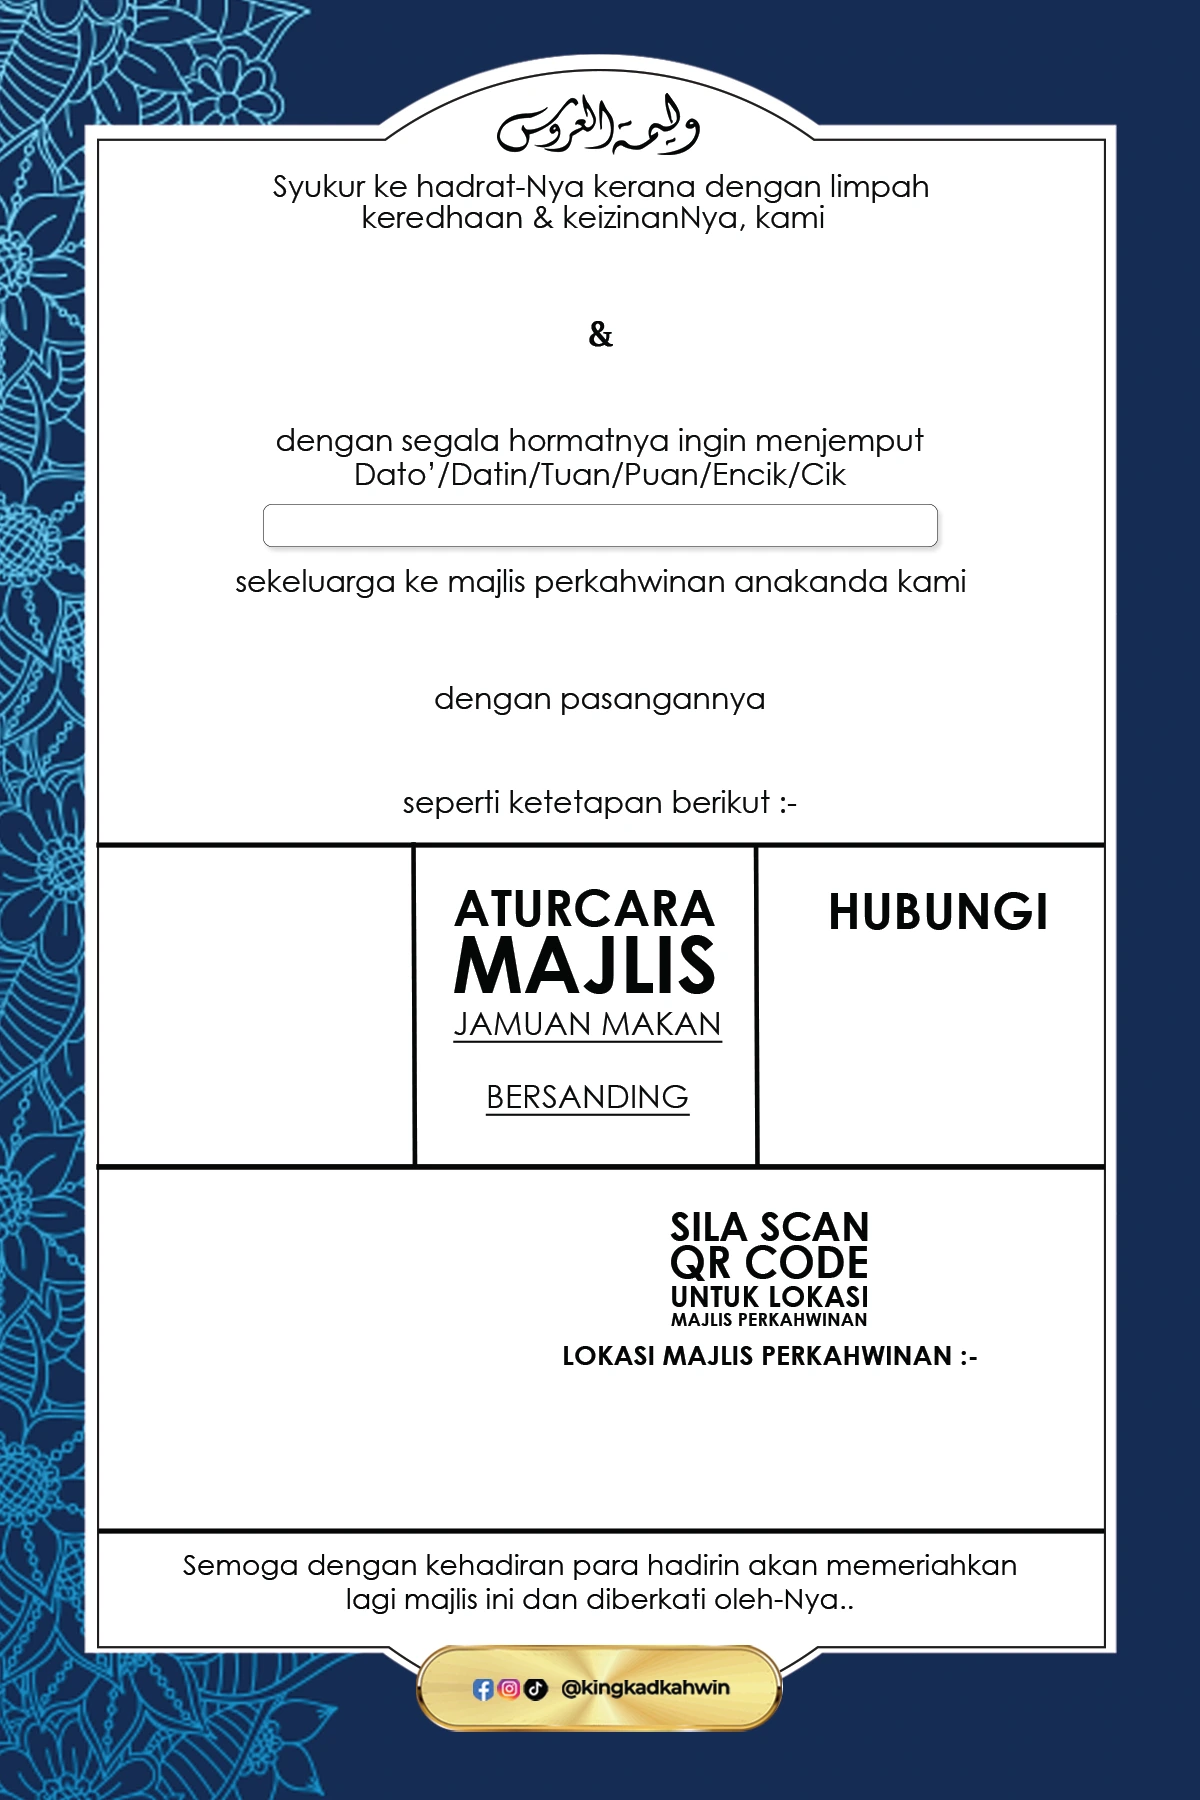 وليمة العروس
Syukur ke hadrat-Nya kerana dengan limpah
keredhaan & keizinanNya, kami
&
dengan segala hormatnya ingin menjemput
Dato’/Datin/Tuan/Puan/Encik/Cik
sekeluarga ke majlis perkahwinan anakanda kami
dengan pasangannya
seperti ketetapan berikut :-
ATURCARA
MAJLIS
JAMUAN MAKAN
BERSANDING
HUBUNGI
SILA SCAN
QR CODE
UNTUK LOKASI
MAJLIS PERKAHWINAN
LOKASI MAJLIS PERKAHWINAN :-
Semoga dengan kehadiran para hadirin akan memeriahkan
lagi majlis ini dan diberkati oleh-Nya..
@kingkadkahwin